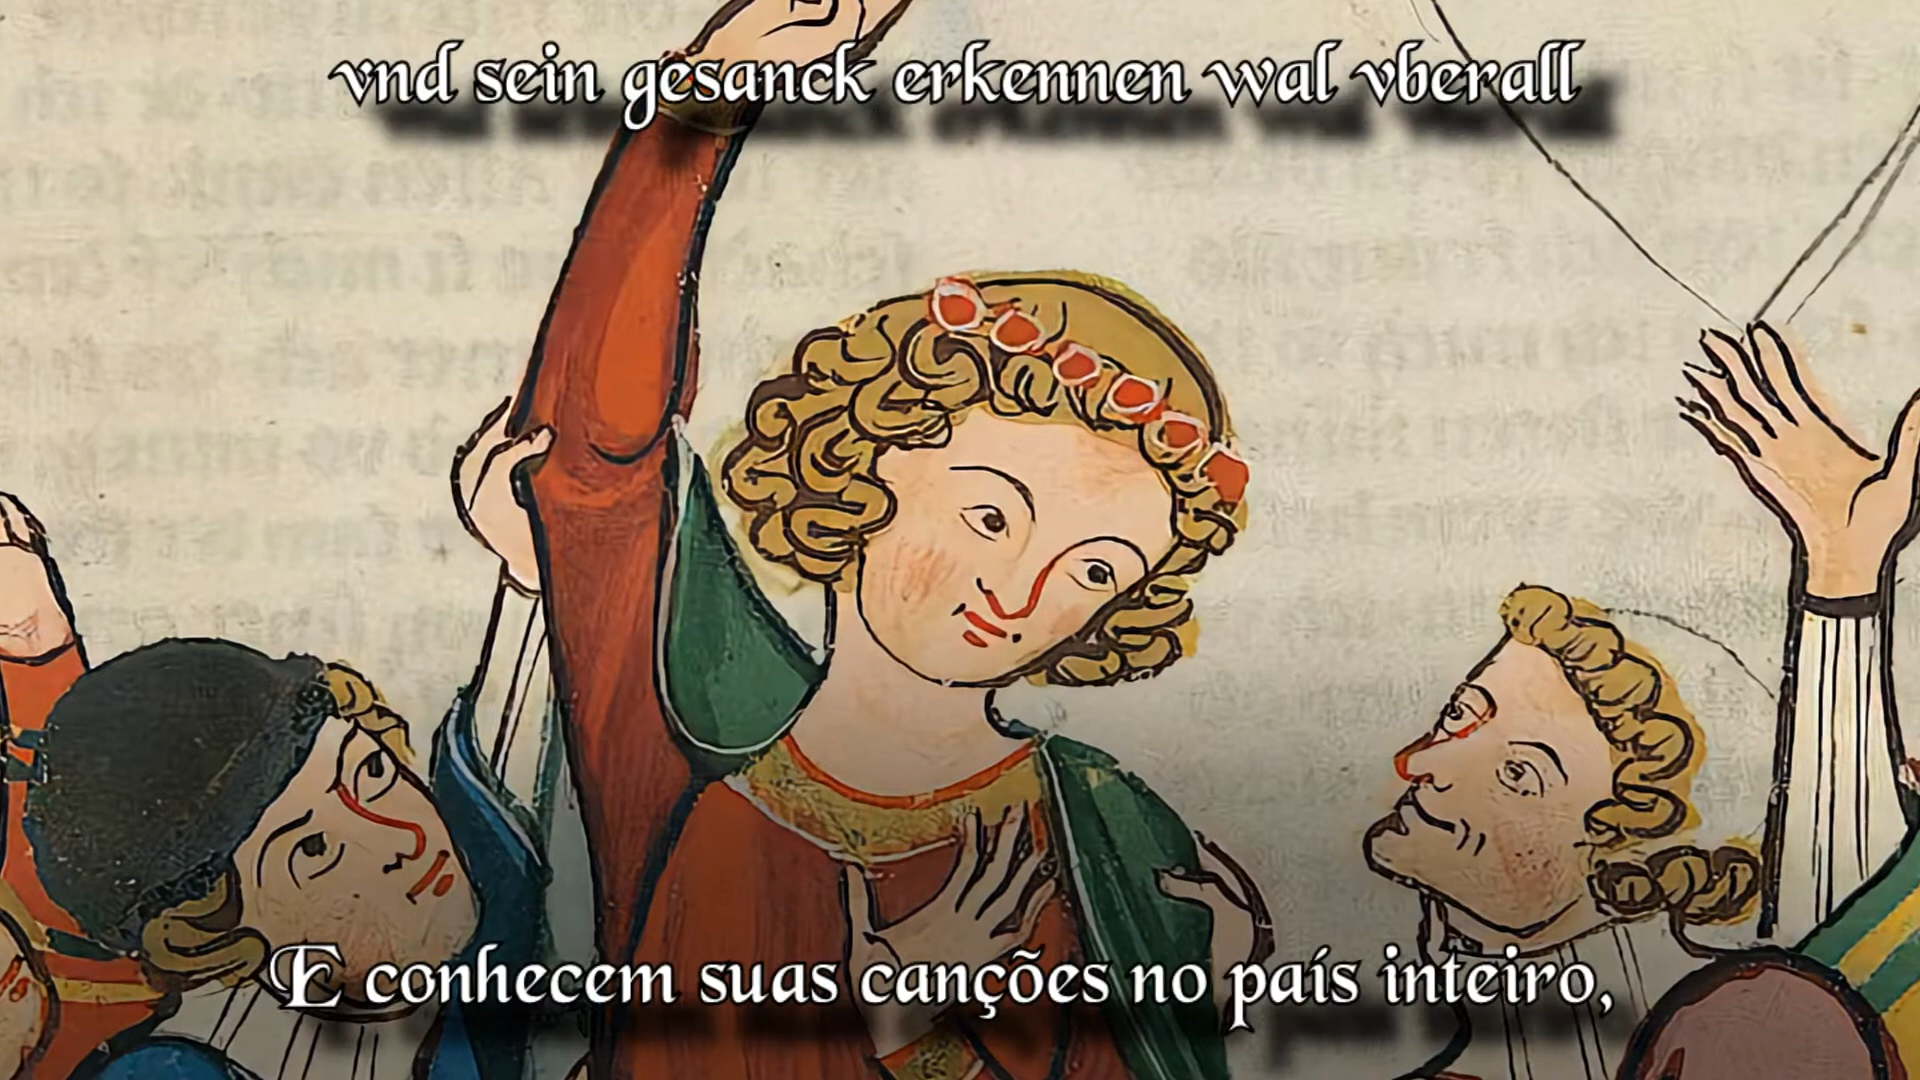 vnd sein gesanck erkennen wal vberall
E conhecem suas canções no país inteiro,